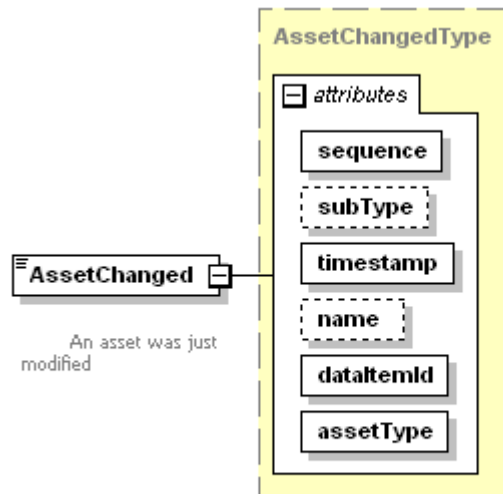 AssetChangedType
attributes
sequence
subType
timestamp
AssetChanged
name
An asset was just
modified
dataItemId
assetType